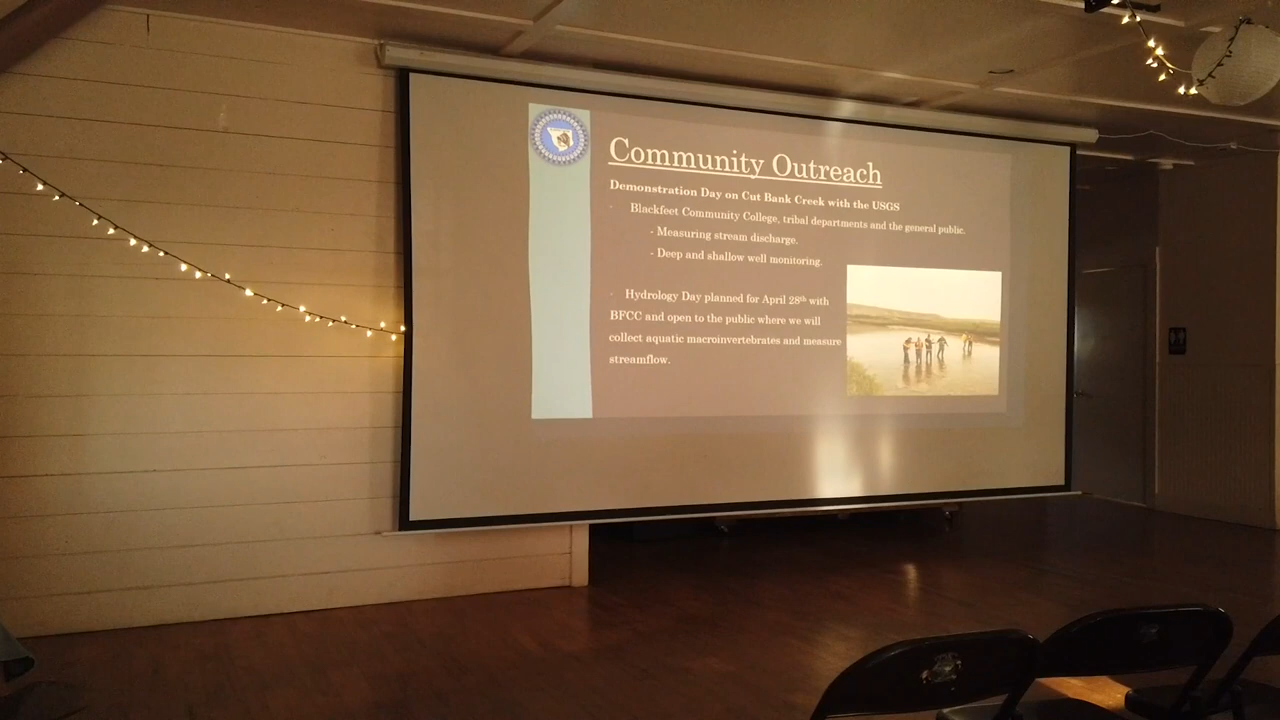 Community Outreach
Demonstration Day on Cut Bank Creek with the USGS
· Blackfeet Community College, tribal departments and the general public.
- Measuring stream discharge.
- Deep and shallow well monitoring.
· Hydrology Day planned for April 28th with
BFCC and open to the public where we will
collect aquatic macroinvertebrates and measure
streamflow.